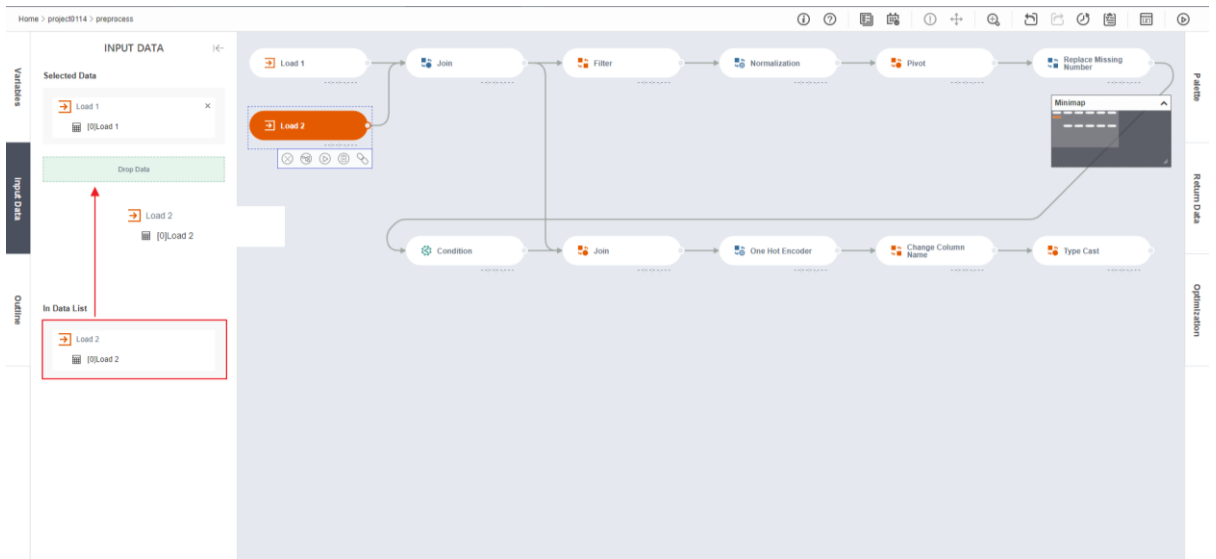 Home > project0114 > preprocess
INPUT DATA
Variables
Input Data
Outline
Selected Data
Load 1
[0]Load 1
Drop Data
Load 2
[0]Load 2
In Data List
Load 2
[0]Load 2
Load 1
Join
Filter
Normalization
Pivot
Replace Missing
Number
Load 2
Minimap
Condition
Join
One Hot Encoder
Change Column
Name
Type Cast
Palette
Return Data
Optimization